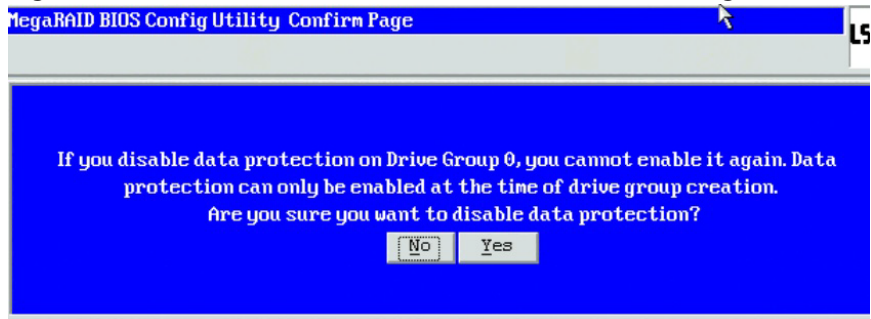 MegaRAID BIOS Config Utility Confirm Page
LS
If you disable data protection on Drive Group 0, you cannot enable it again. Data
protection can only be enabled at the time of drive group creation.
Are you sure you want to disable data protection?
No Yes